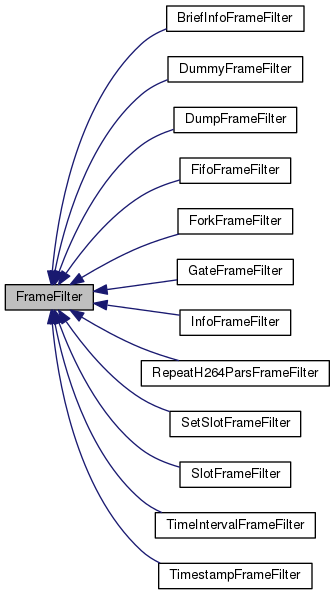 BriefInfoFrameFilter
DummyFrameFilter
DumpFrameFilter
FifoFrameFilter
ForkFrameFilter
GateFrameFilter
FrameFilter
InfoFrameFilter
RepeatH264ParsFrameFilter
SetSlotFrameFilter
SlotFrameFilter
TimeIntervalFrameFilter
TimestampFrameFilter